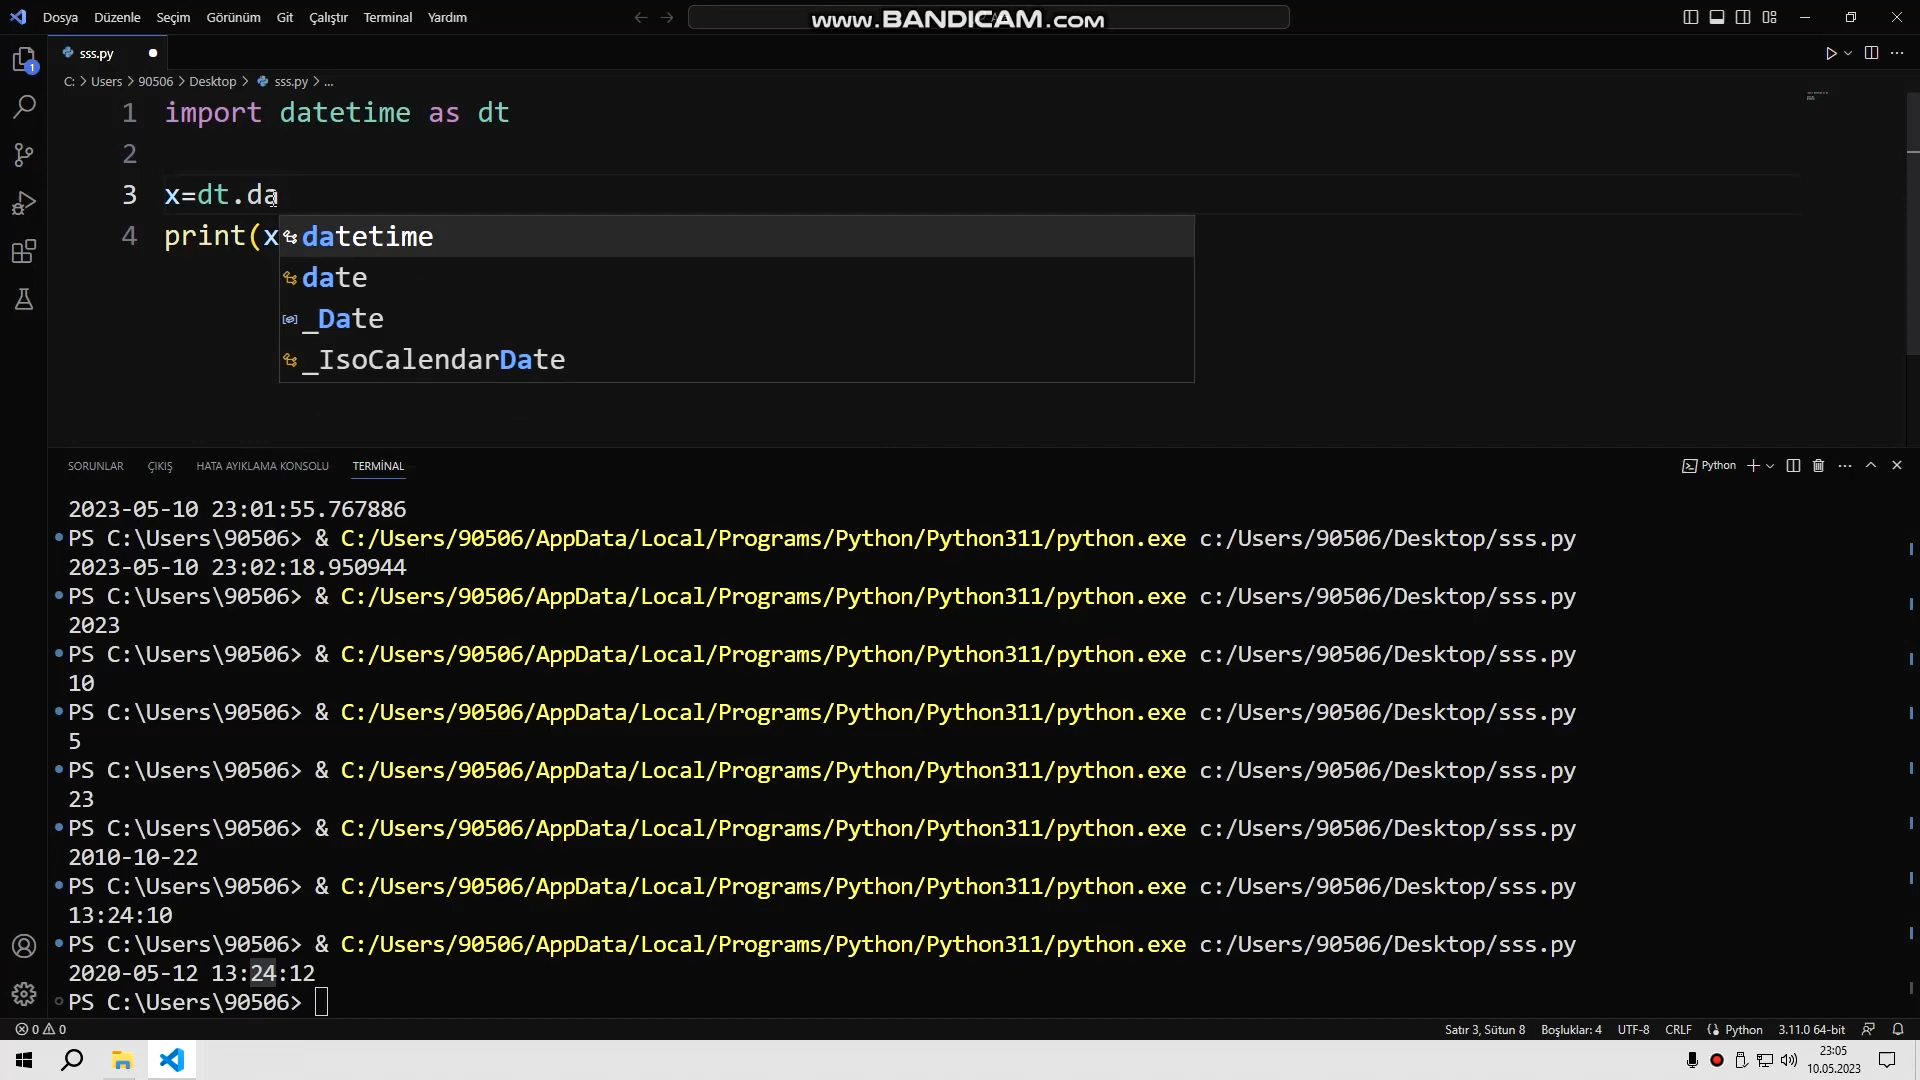 Dosya Düzenle Seçim Görünüm Git Çalıştır Terminal Yardım
www.BANDICAM.com
sss.py
1
C: > Users > 90506 > Desktop > sss.py > ...
1 import datetime as dt
2
3 x=dt.da
4 print(x
datetime
date
_Date
_IsoCalendarDate
SORUNLAR ÇIKIŞ HATA AYIKLAMA KONSOLU TERMİNAL
Python
2023-05-10 23:01:55.767886
PS C:\Users\90506> & C:/Users/90506/AppData/Local/Programs/Python/Python311/python.exe c:/Users/90506/Desktop/sss.py
2023-05-10 23:02:18.950944
PS C:\Users\90506> & C:/Users/90506/AppData/Local/Programs/Python/Python311/python.exe c:/Users/90506/Desktop/sss.py
2023
PS C:\Users\90506> & C:/Users/90506/AppData/Local/Programs/Python/Python311/python.exe c:/Users/90506/Desktop/sss.py
10
PS C:\Users\90506> & C:/Users/90506/AppData/Local/Programs/Python/Python311/python.exe c:/Users/90506/Desktop/sss.py
5
PS C:\Users\90506> & C:/Users/90506/AppData/Local/Programs/Python/Python311/python.exe c:/Users/90506/Desktop/sss.py
23
PS C:\Users\90506> & C:/Users/90506/AppData/Local/Programs/Python/Python311/python.exe c:/Users/90506/Desktop/sss.py
2010-10-22
PS C:\Users\90506> & C:/Users/90506/AppData/Local/Programs/Python/Python311/python.exe c:/Users/90506/Desktop/sss.py
13:24:10
PS C:\Users\90506> & C:/Users/90506/AppData/Local/Programs/Python/Python311/python.exe c:/Users/90506/Desktop/sss.py
2020-05-12 13:24:12
PS C:\Users\90506>
0 0
Satır 3, Sütun 8 Boşluklar: 4 UTF-8 CRLF Python 3.11.0 64-bit
23:05
10.05.2023